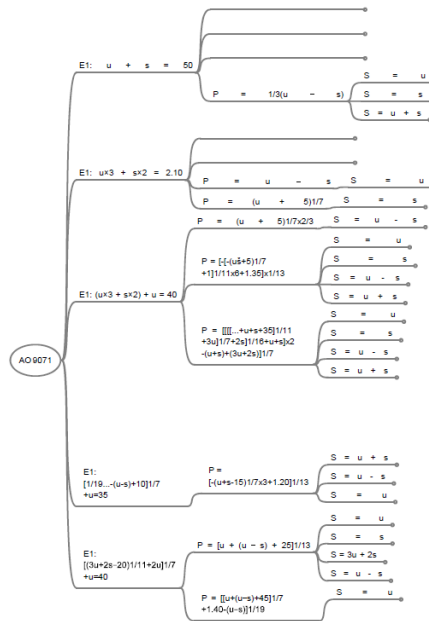 E1: u + s = 50
P = 1/3(u – s)
S = u
S = s
S = u + s
E1: u×3 + s×2 = 2.10
P = u – s
S = u
P = (u + 5)1/7
S = s
P = (u + 5)1/7x2/3
S = u - s
E1: (u×3 + s×2) + u = 40
P = [-[-(us+5)1/7
+1]1/11x6+1.35]x1/13
S = u
S = s
S = u - s
S = u + s
P = [[[[...+u+s+35]1/11
+3u]1/7+2s]1/16+u+s]x2
-(u+s)+(3u+2s)]1/7
S = u
S = s
S = u - s
S = u + s
AO9071
E1:
[1/19...-(u-s)+10]1/7
+u=35
P =
[-(u+s-15)1/7x3+1.20]1/13
S = u + s
S = u - s
S = u
E1:
[(3u+2s-20)1/11+2u]1/7
+u=40
P = [u + (u – s) + 25]1/13
S = u
S = s
S = 3u + 2s
S = u - s
P = [[u+(u–s)+45]1/7
+1.40-(u–s)]1/19
S = u